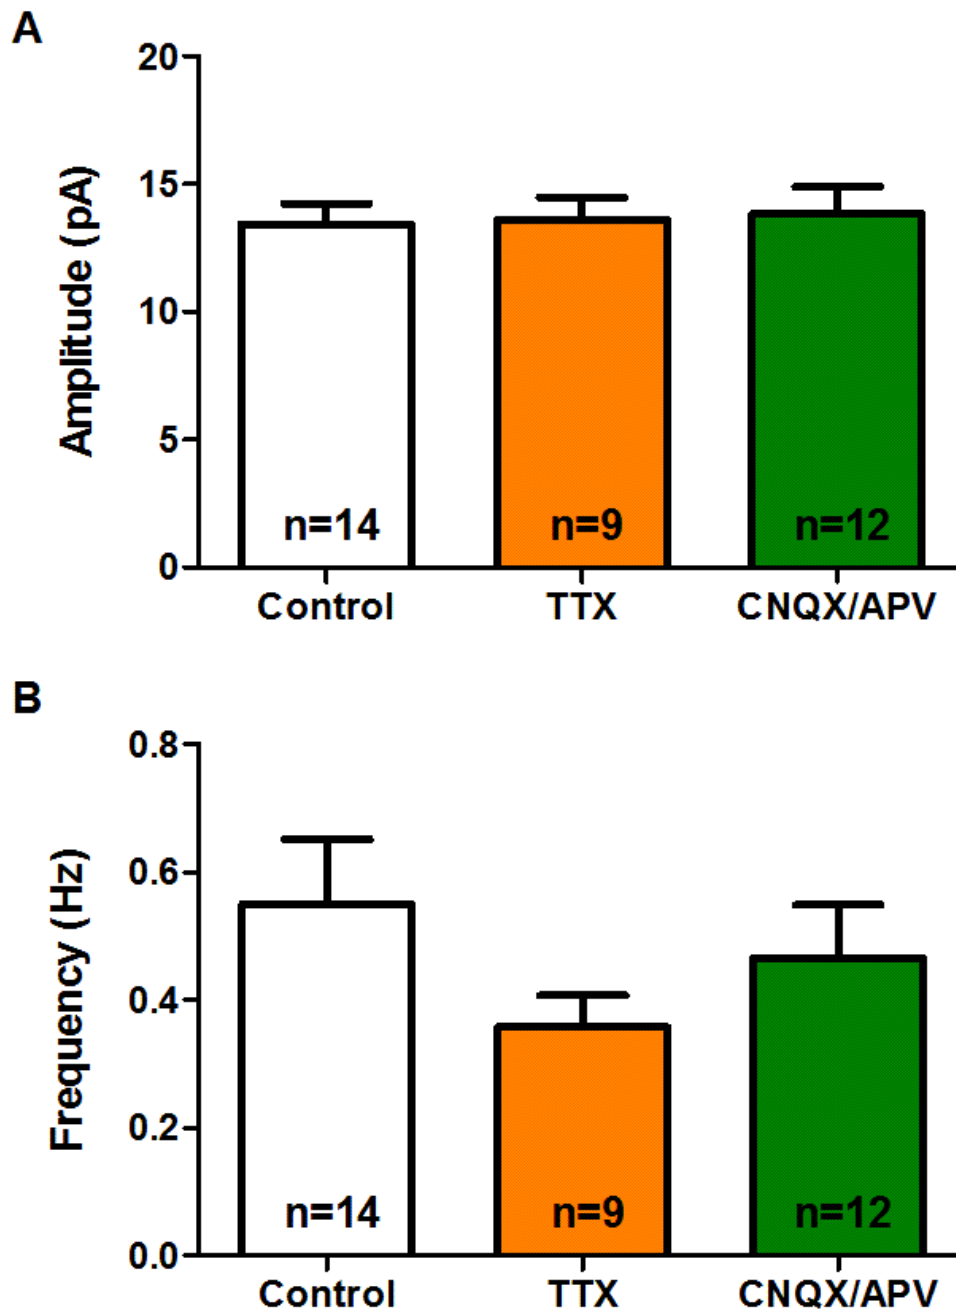 A
Amplitude (pA)
20
15
10
5
0
n=14
n=9
n=12
Control
TTX
CNQX/APV
B
Frequency (Hz)
0.8
0.6
0.4
0.2
0.0
n=14
n=9
n=12
Control
TTX
CNQX/APV